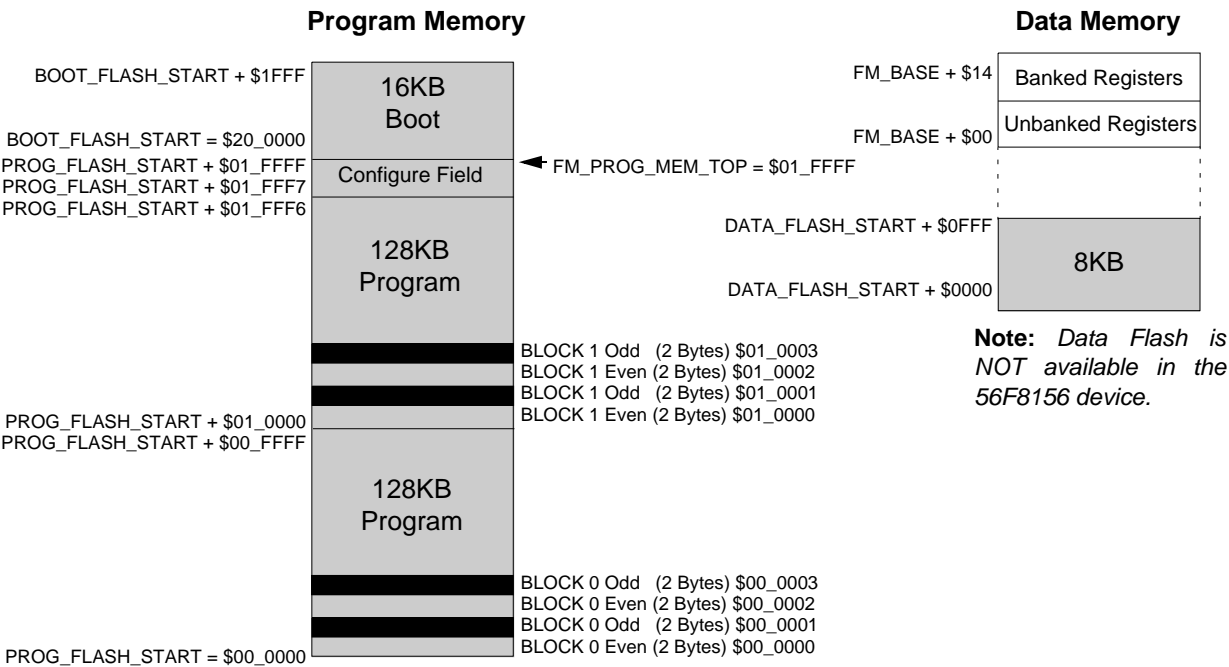 Program Memory
Data Memory
BOOT_FLASH_START + $1FFF
16KB
Boot
BOOT_FLASH_START = $20_0000
PROG_FLASH_START + $01_FFFF
PROG_FLASH_START + $01_FFF7
PROG_FLASH_START + $01_FFF6
Configure Field
FM_PROG_MEM_TOP = $01_FFFF
128KB
Program
BLOCK 1 Odd (2 Bytes) $01_0003
BLOCK 1 Even (2 Bytes) $01_0002
BLOCK 1 Odd (2 Bytes) $01_0001
BLOCK 1 Even (2 Bytes) $01_0000
PROG_FLASH_START + $01_0000
PROG_FLASH_START + $00_FFFF
128KB
Program
BLOCK 0 Odd (2 Bytes) $00_0003
BLOCK 0 Even (2 Bytes) $00_0002
BLOCK 0 Odd (2 Bytes) $00_0001
BLOCK 0 Even (2 Bytes) $00_0000
PROG_FLASH_START = $00_0000
FM_BASE + $14
Banked Registers
Unbanked Registers
FM_BASE + $00
DATA_FLASH_START + $0FFF
8KB
DATA_FLASH_START + $0000
Note: Data Flash is
NOT available in the
56F8156 device.